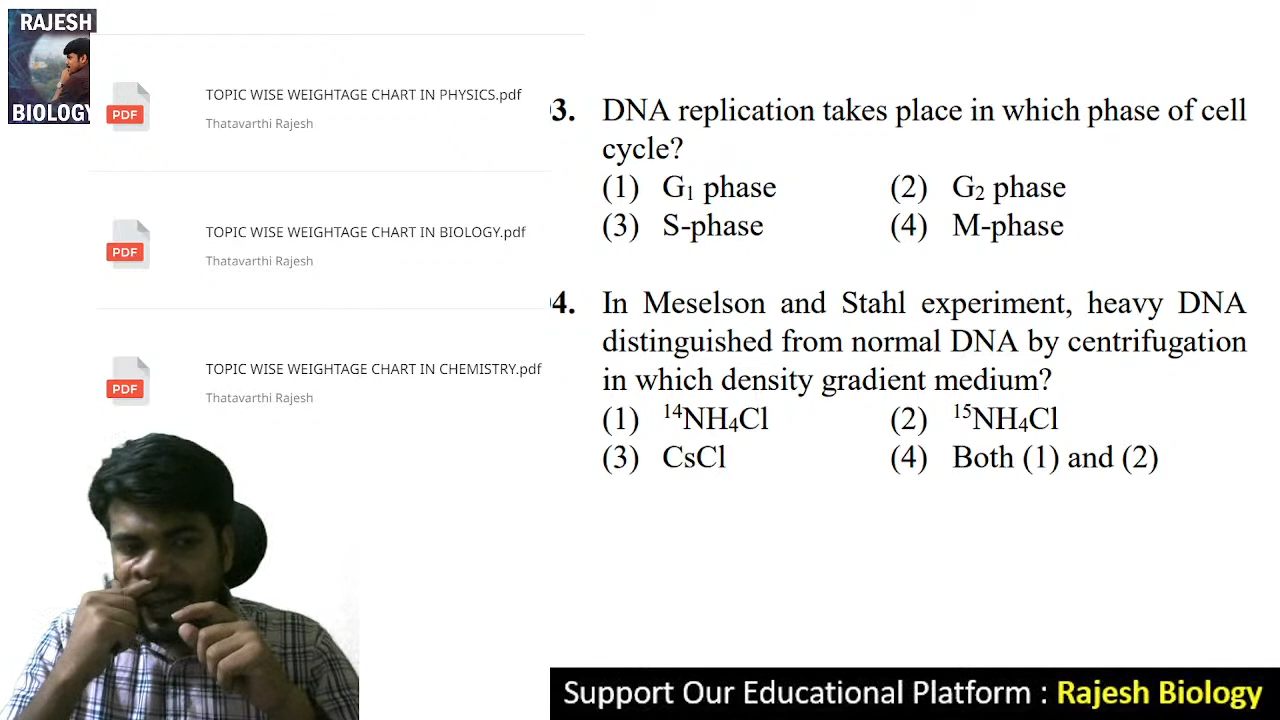 RAJESH
BIOLOGY
PDF
TOPIC WISE WEIGHTAGE CHART IN PHYSICS.pdf
Thatavarthi Rajesh
PDF
TOPIC WISE WEIGHTAGE CHART IN BIOLOGY.pdf
Thatavarthi Rajesh
PDF
TOPIC WISE WEIGHTAGE CHART IN CHEMISTRY.pdf
Thatavarthi Rajesh
3. DNA replication takes place in which phase of cell
cycle?
(1) G₁ phase (2) G₂ phase
(3) S-phase (4) M-phase
4. In Meselson and Stahl experiment, heavy DNA
distinguished from normal DNA by centrifugation
in which density gradient medium?
(1) ¹⁴NH₄Cl (2) ¹⁵NH₄Cl
(3) CsCl (4) Both (1) and (2)
Support Our Educational Platform : Rajesh Biology